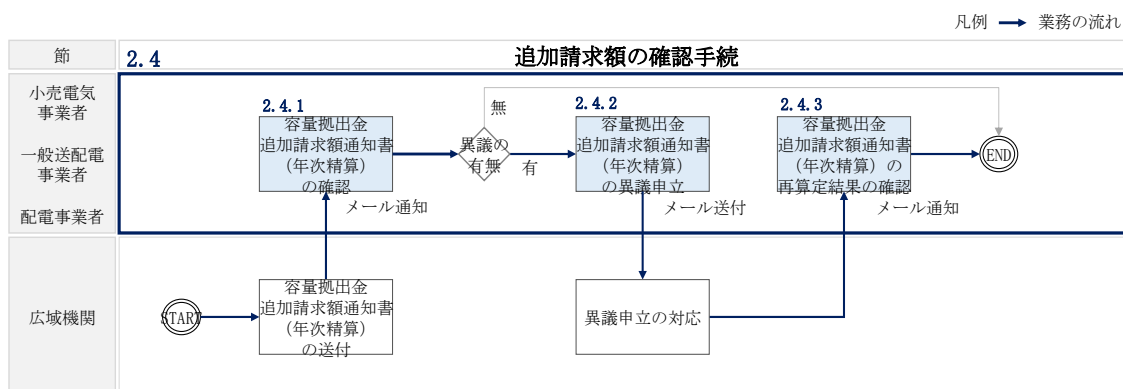 凡例 業務の流れ
節
2.4 追加請求額の確認手続
小売電気
事業者
一般送配電
事業者
配電事業者
2.4.1
容量拠出金
追加請求額通知書
（年次精算）
の確認
異議の
有無
無
有
2.4.2
容量拠出金
追加請求額通知書
（年次精算）
の異議申立
2.4.3
容量拠出金
追加請求額通知書
（年次精算）の
再算定結果の確認
END
メール通知
メール送付
メール通知
広域機関
START
容量拠出金
追加請求額通知書
（年次精算）
の送付
異議申立の対応